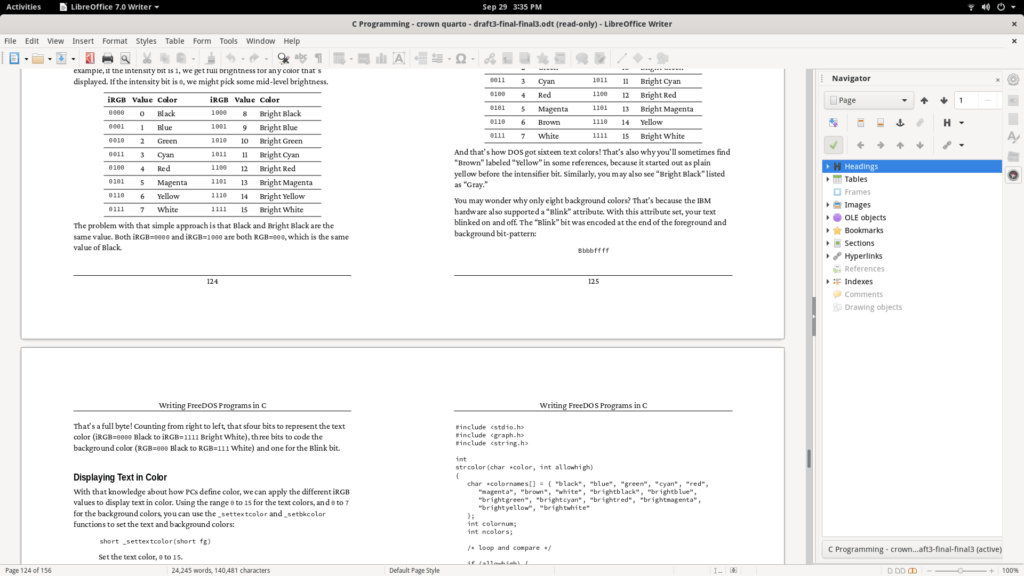 Activities
LibreOffice 7.0 Writer
Sep 29 3:35 PM
C Programming - crown quarto - draft3-final-final3.odt (read-only) - LibreOffice Writer
File Edit View Insert Format Styles Table Form Tools Window Help
example, if the intensity bit is 1, we get full brightness for any color that's
displayed. If the intensity bit is 0, we might pick some mid-level brightness.
iRGB Value Color iRGB Value Color
0000 0 Black 1000 8 Bright Black
0001 1 Blue 1001 9 Bright Blue
0010 2 Green 1010 10 Bright Green
0011 3 Cyan 1011 11 Bright Cyan
0100 4 Red 1100 12 Bright Red
0101 5 Magenta 1101 13 Bright Magenta
0110 6 Yellow 1110 14 Bright Yellow
0111 7 White 1111 15 Bright White
The problem with that simple approach is that Black and Bright Black are the
same value. Both iRGB=0000 and iRGB=1000 are both RGB=000, which is the same
value of Black.
124
0011 3 Cyan 1011 11 Bright Cyan
0100 4 Red 1100 12 Bright Red
0101 5 Magenta 1101 13 Bright Magenta
0110 6 Brown 1110 14 Yellow
0111 7 White 1111 15 Bright White
And that's how DOS got sixteen text colors! That's also why you'll sometimes find
"Brown" labeled "Yellow" in some references, because it started out as plain
yellow before the intensifier bit. Similarly, you may also see "Bright Black" listed
as "Gray."
You may wonder why only eight background colors? That's because the IBM
hardware also supported a "Blink" attribute. With this attribute set, your text
blinked on and off. The "Blink" bit was encoded at the end of the foreground and
background bit-pattern:
Bbbbffff
125
Writing FreeDOS Programs in C
That's a full byte! Counting from right to left, that sfour bits to represent the text
color (iRGB=0000 Black to iRGB=1111 Bright White), three bits to code the
background color (RGB=000 Black to RGB=111 White) and one for the Blink bit.
Displaying Text in Color
With that knowledge about how PCs define color, we can apply the different iRGB
values to display text in color. Using the range 0 to 15 for the text colors, and 0 to 7
for the background colors, you can use the _settextcolor and _setbkcolor
functions to set the text and background colors:
short _settextcolor(short fg)
Set the text color, 0 to 15.
Writing FreeDOS Programs in C
#include <stdio.h>
#include <graph.h>
#include <string.h>
int
strcolor(char *color, int allowhigh)
{
char *colornames[] = { "black", "blue", "green", "cyan", "red",
"magenta", "brown", "white", "brightblack", "brightblue",
"brightgreen", "brightcyan", "brightred", "brightmagenta",
"brightyellow", "brightwhite"
};
int colornum;
int ncolors;
/* loop and compare */
if (allowhigh) {
Navigator
Page
1
Headings
Tables
Frames
Images
OLE objects
Bookmarks
Sections
Hyperlinks
References
Indexes
Comments
Drawing objects
C Programming - crown...aft3-final-final3 (active)
Page 124 of 156
24,245 words, 140,481 characters
Default Page Style
100%